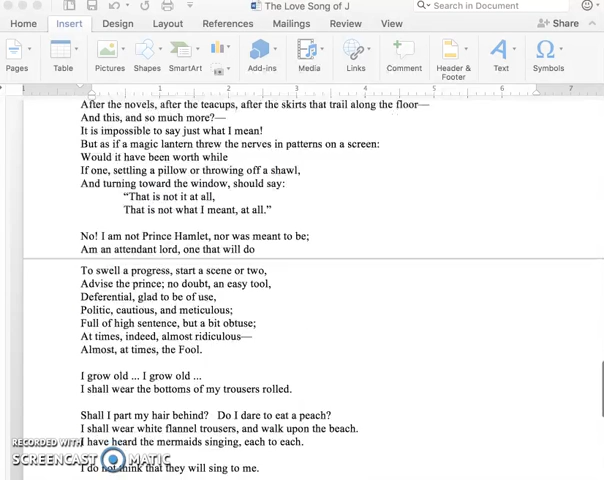 The Love Song of J
Search in Document
Home Insert Design Layout References Mailings Review View Share
Pages Table Pictures Shapes SmartArt Add-ins Media Links Comment Header & Footer Text Symbols
1 1 2 3 4 5 6 7
After the novels, after the teacups, after the skirts that trail along the floor—
And this, and so much more?—
It is impossible to say just what I mean!
But as if a magic lantern threw the nerves in patterns on a screen:
Would it have been worth while
If one, settling a pillow or throwing off a shawl,
And turning toward the window, should say:
“That is not it at all,
That is not what I meant, at all.”
No! I am not Prince Hamlet, nor was meant to be;
Am an attendant lord, one that will do
To swell a progress, start a scene or two,
Advise the prince; no doubt, an easy tool,
Deferential, glad to be of use,
Politic, cautious, and meticulous;
Full of high sentence, but a bit obtuse;
At times, indeed, almost ridiculous—
Almost, at times, the Fool.
I grow old ... I grow old ...
I shall wear the bottoms of my trousers rolled.
Shall I part my hair behind? Do I dare to eat a peach?
I shall wear white flannel trousers, and walk upon the beach.
I have heard the mermaids singing, each to each.
I do not think that they will sing to me.
RECORDED WITH
SCREENCAST MATIC